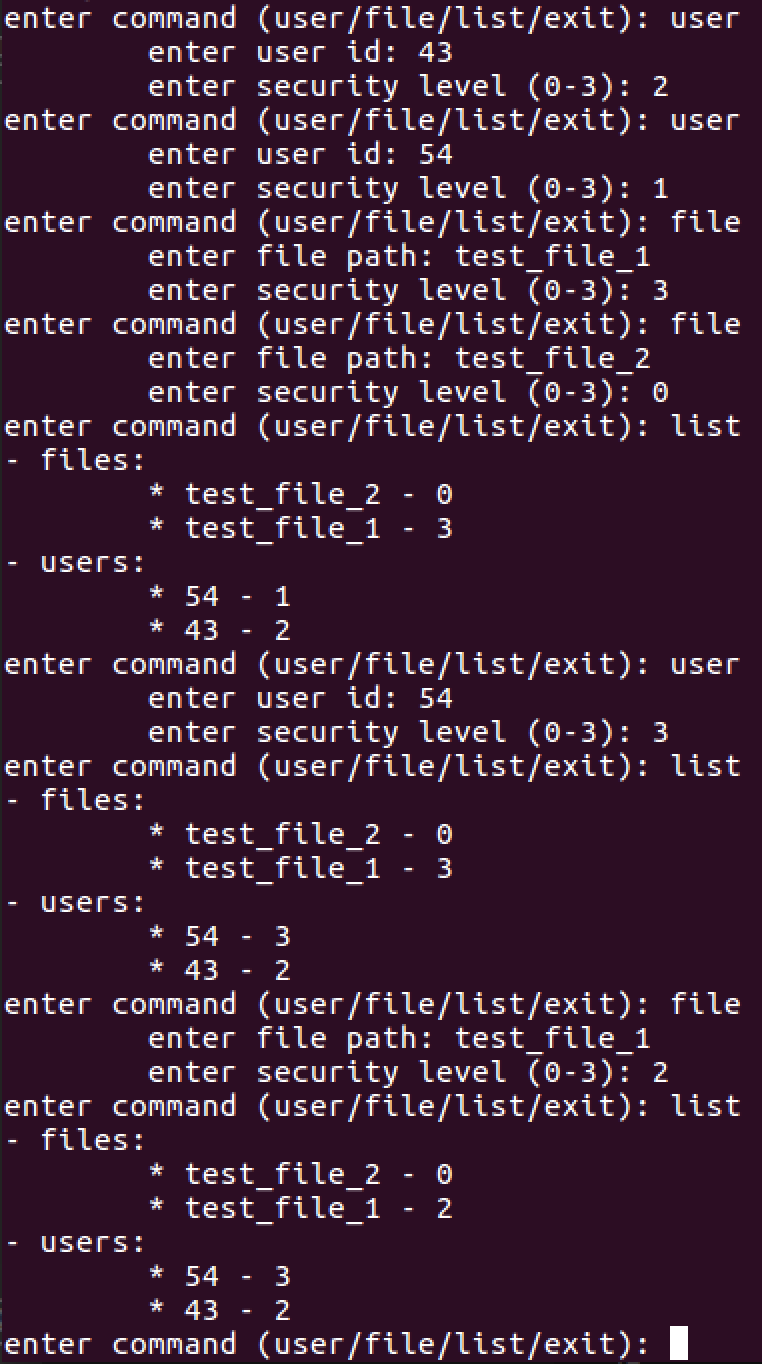 enter command (user/file/list/exit): user
enter user id: 43
enter security level (0-3): 2
enter command (user/file/list/exit): user
enter user id: 54
enter security level (0-3): 1
enter command (user/file/list/exit): file
enter file path: test_file_1
enter security level (0-3): 3
enter command (user/file/list/exit): file
enter file path: test_file_2
enter security level (0-3): 0
enter command (user/file/list/exit): list
- files:
* test_file_2 - 0
* test_file_1 - 3
- users:
* 54 - 1
* 43 - 2
enter command (user/file/list/exit): user
enter user id: 54
enter security level (0-3): 3
enter command (user/file/list/exit): list
- files:
* test_file_2 - 0
* test_file_1 - 3
- users:
* 54 - 3
* 43 - 2
enter command (user/file/list/exit): file
enter file path: test_file_1
enter security level (0-3): 2
enter command (user/file/list/exit): list
- files:
* test_file_2 - 0
* test_file_1 - 2
- users:
* 54 - 3
* 43 - 2
enter command (user/file/list/exit):